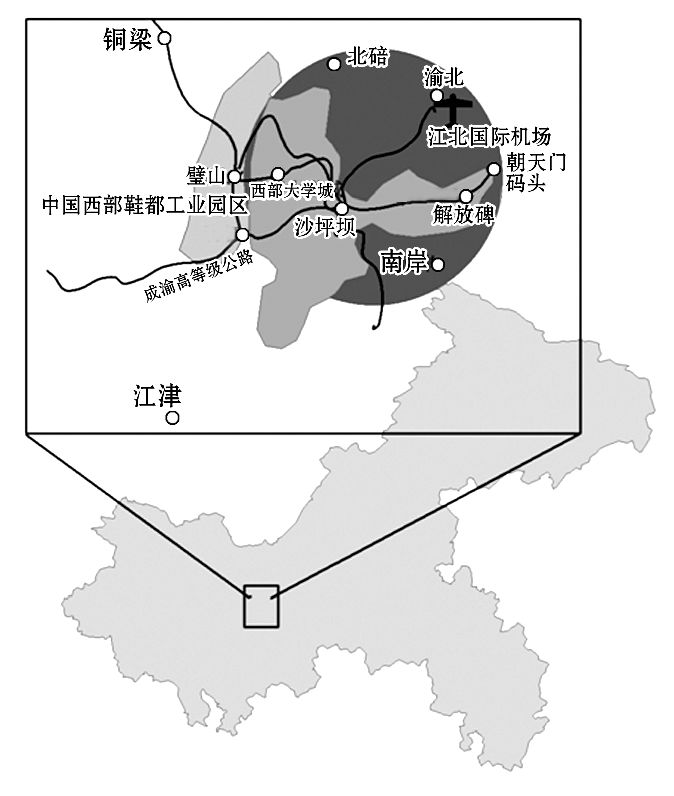 铜梁
北碚
渝北
江北国际机场
朝天门
码头
璧山
西部大学城
中国西部鞋都工业园区
解放碑
沙坪坝
南岸
成渝高等级公路
江津